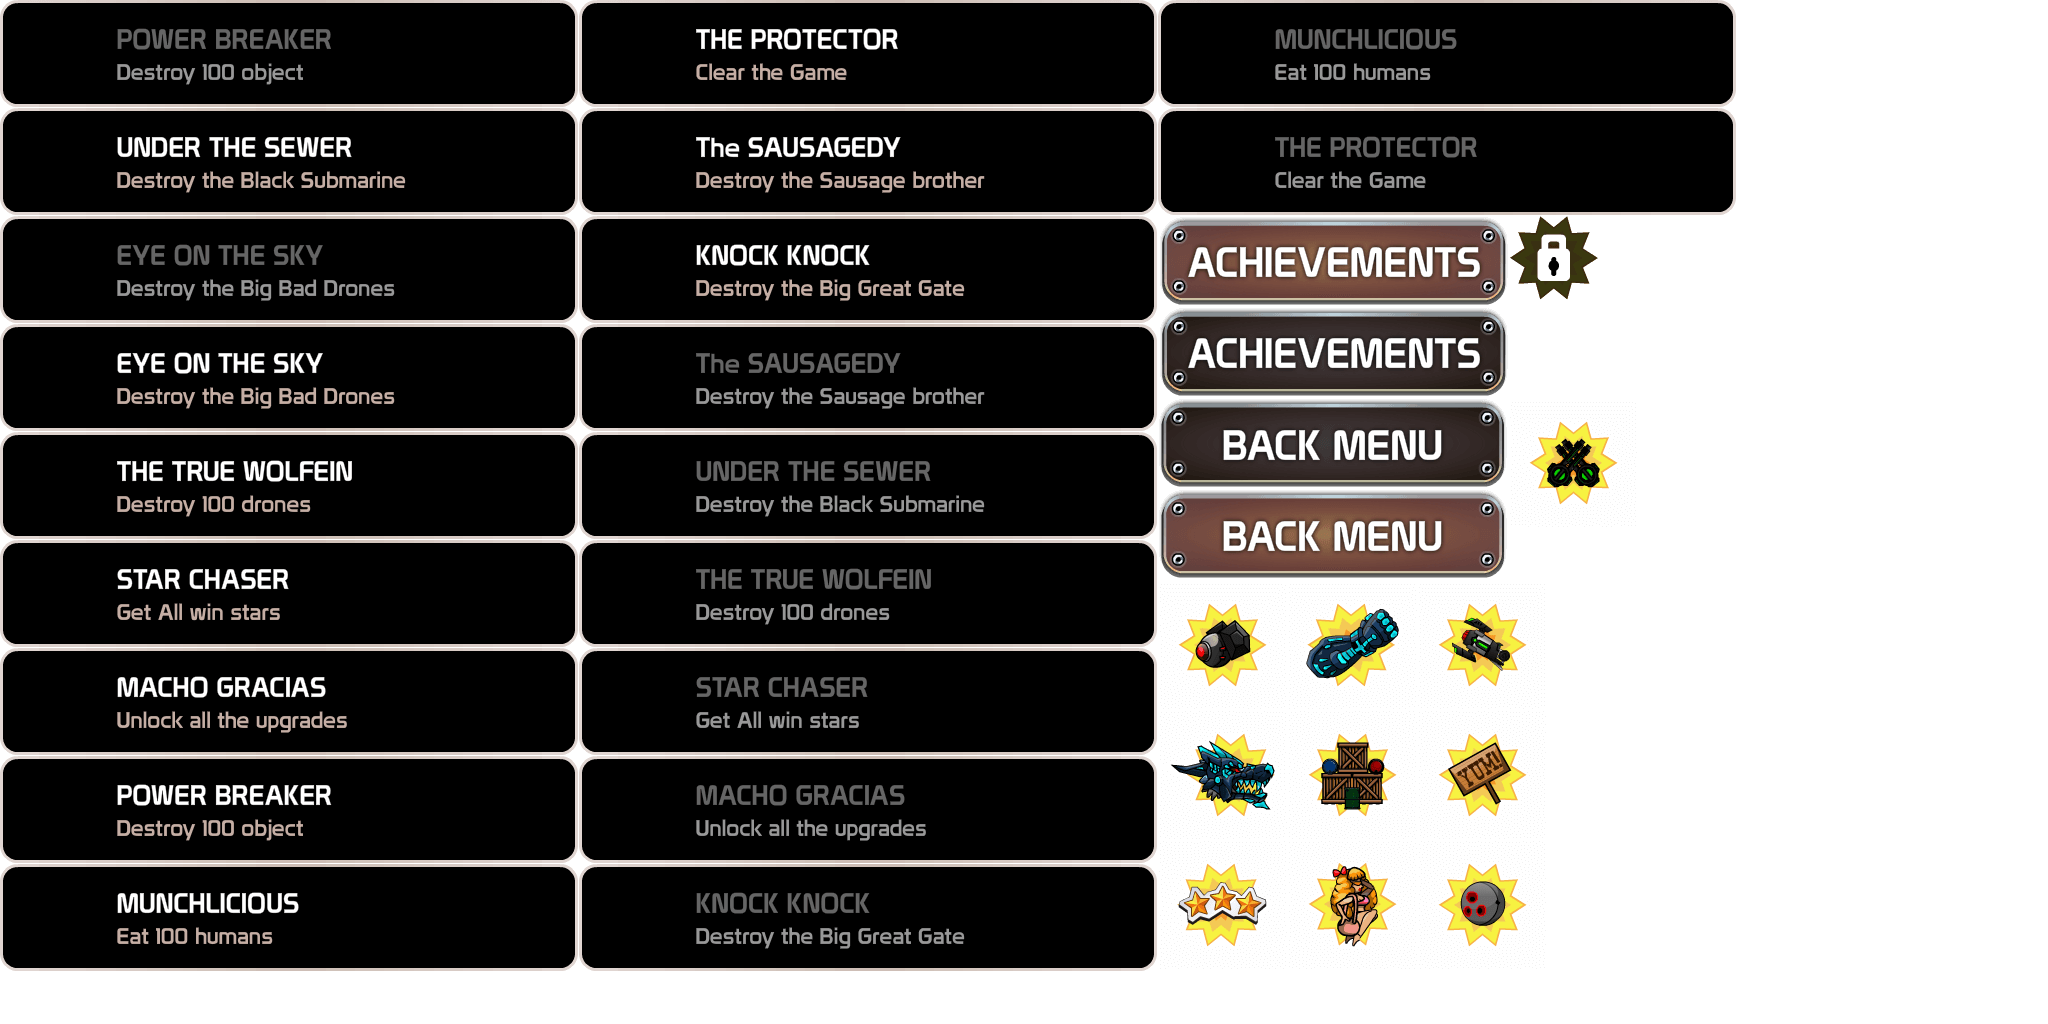 POWER BREAKER
Destroy 100 object
UNDER THE SEWER
Destroy the Black Submarine
EYE ON THE SKY
Destroy the Big Bad Drones
EYE ON THE SKY
Destroy the Big Bad Drones
THE TRUE WOLFEIN
Destroy 100 drones
STAR CHASER
Get All win stars
MACHO GRACIAS
Unlock all the upgrades
POWER BREAKER
Destroy 100 object
MUNCHLICIOUS
Eat 100 humans
THE PROTECTOR
Clear the Game
The SAUSAGEDY
Destroy the Sausage brother
KNOCK KNOCK
Destroy the Big Great Gate
The SAUSAGEDY
Destroy the Sausage brother
UNDER THE SEWER
Destroy the Black Submarine
THE TRUE WOLFEIN
Destroy 100 drones
STAR CHASER
Get All win stars
MACHO GRACIAS
Unlock all the upgrades
KNOCK KNOCK
Destroy the Big Great Gate
MUNCHLICIOUS
Eat 100 humans
THE PROTECTOR
Clear the Game
ACHIEVEMENTS
ACHIEVEMENTS
BACK MENU
BACK MENU
YUM!